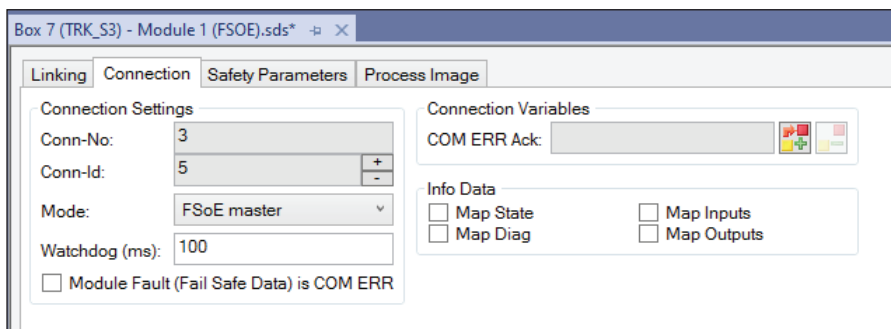 Box 7 (TRK_S3) - Module 1 (FSOE).sds*
Linking Connection Safety Parameters Process Image
Connection Settings
Conn-No: 3
Conn-Id: 5 + -
Mode: FSoE master
Watchdog (ms): 100
Module Fault (Fail Safe Data) is COM ERR
Connection Variables
COM ERR Ack:
Info Data
Map State Map Inputs
Map Diag Map Outputs